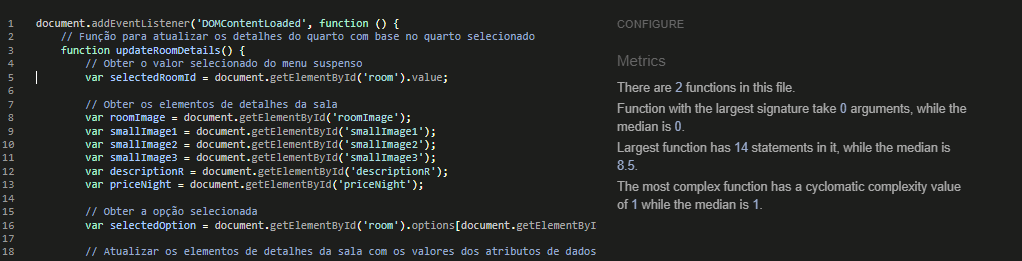 1 document.addEventListener('DOMContentLoaded', function () {
2 // Função para atualizar os detalhes do quarto com base no quarto selecionado
3 function updateRoomDetails() {
4 // Obter o valor selecionado do menu suspenso
5 var selectedRoomId = document.getElementById('room').value;
6
7 // Obter os elementos de detalhes da sala
8 var roomImage = document.getElementById('roomImage');
9 var smallImage1 = document.getElementById('smallImage1');
10 var smallImage2 = document.getElementById('smallImage2');
11 var smallImage3 = document.getElementById('smallImage3');
12 var descriptionR = document.getElementById('descriptionR');
13 var priceNight = document.getElementById('priceNight');
14
15 // Obter a opção selecionada
16 var selectedOption = document.getElementById('room').options[document.getElementByI
17
18 // Atualizar os elementos de detalhes da sala com os valores dos atributos de dados
CONFIGURE
Metrics
There are 2 functions in this file.
Function with the largest signature take 0 arguments, while the
median is 0.
Largest function has 14 statements in it, while the median is
8.5.
The most complex function has a cyclomatic complexity value
of 1 while the median is 1.